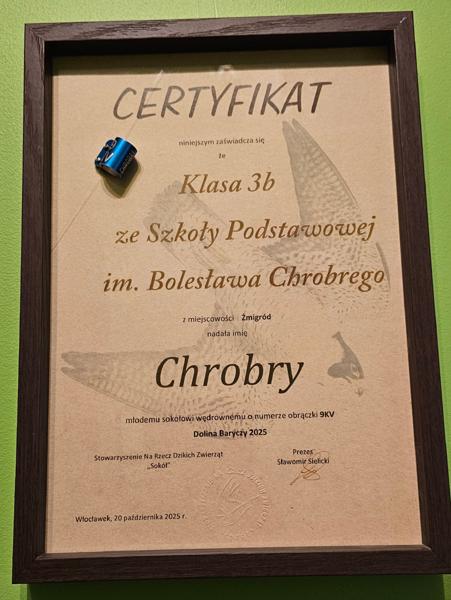 CERTYFIKAT
niniejszym zaświadcza się
że
Klasa 3b
ze Szkoły Podstawowej
im. Bolesława Chrobrego
z miejscowości Żmigród
nadała imię
Chrobry
młodemu sokołowi wędrownemu o numerze obrączki 9KV
Dolina Baryczy 2025
Stowarzyszenie Na Rzecz Dzikich Zwierząt
„Sokół”
Prezes
Sławomir Sielicki
Włocławek, 20 października 2025 r.